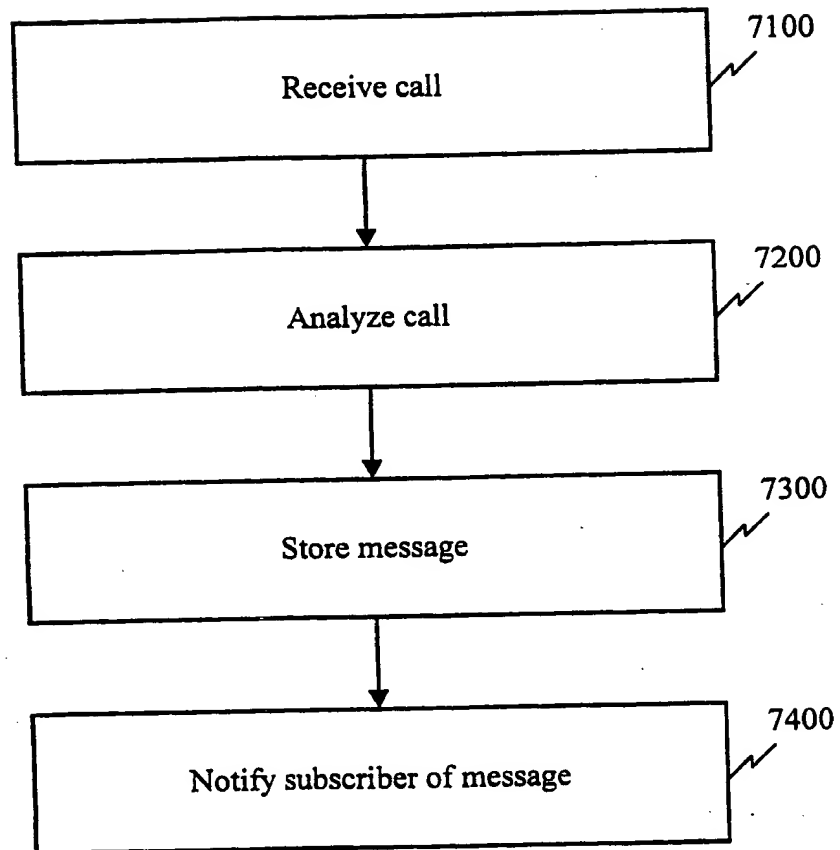 7100
Receive call
7200
Analyze call
7300
Store message
7400
Notify subscriber of message